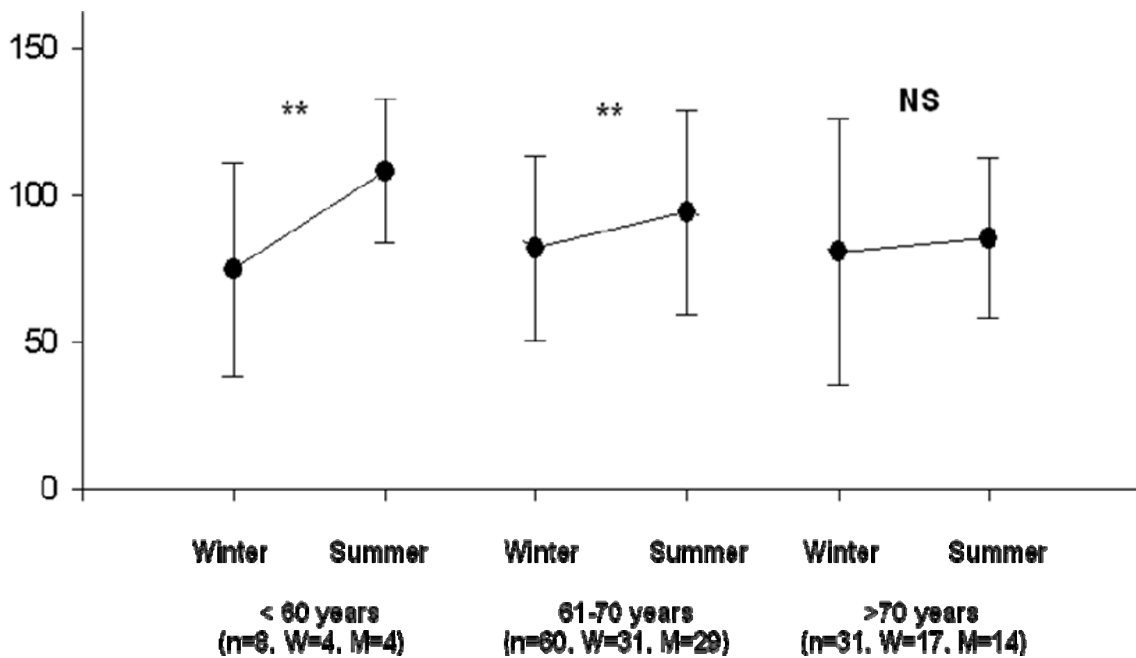 150
** ** NS
100
50
0
Winter Summer Winter Summer Winter Summer
< 60 years 61-70 years >70 years
(n=8, W=4, M=4) (n=60, W=31, M=29) (n=31, W=17, M=14)